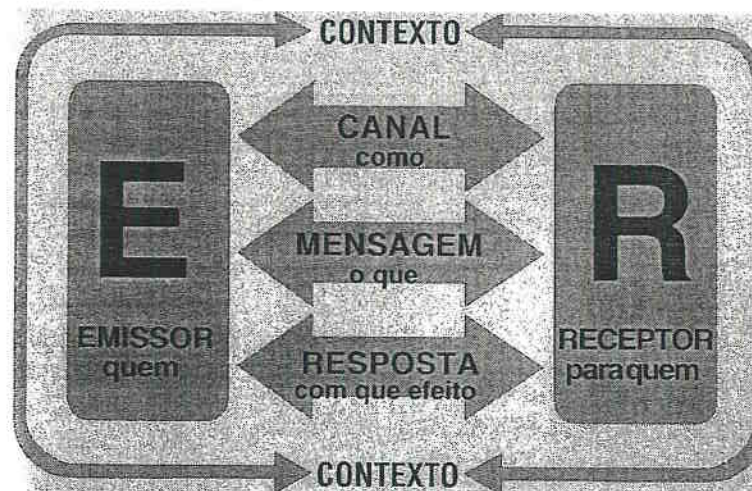 CONTEXTO
E
EMISSOR
quem
CANAL
como
MENSAGEM
o que
RESPOSTA
com que efeito
R
RECEPTOR
para quem
CONTEXTO